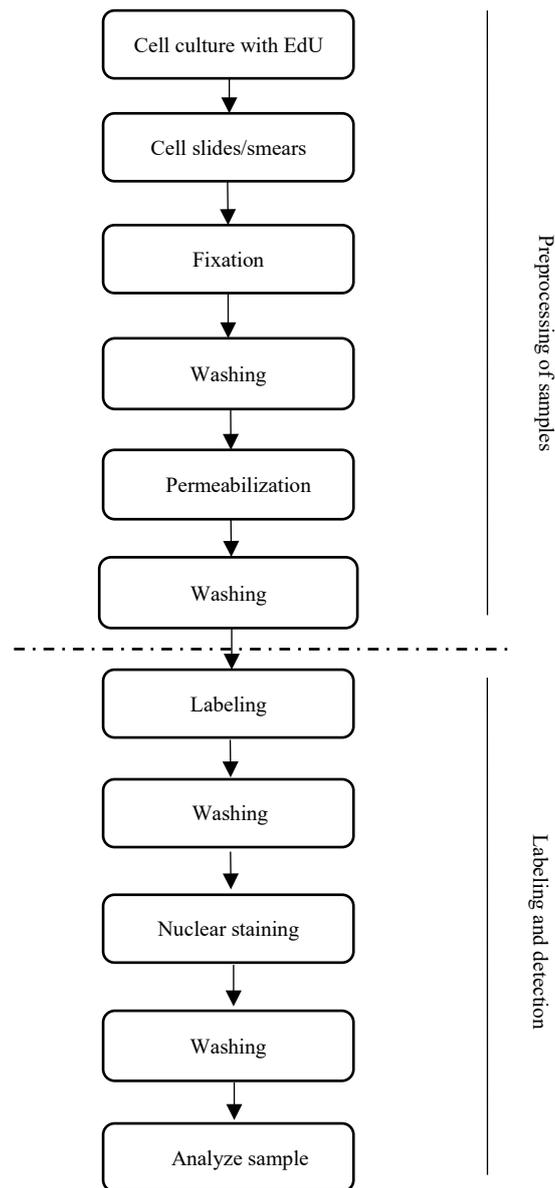 Cell culture with EdU
Cell slides/smears
Fixation
Washing
Permeabilization
Washing
Preprocessing of samples
Labeling
Washing
Nuclear staining
Washing
Analyze sample
Labeling and detection